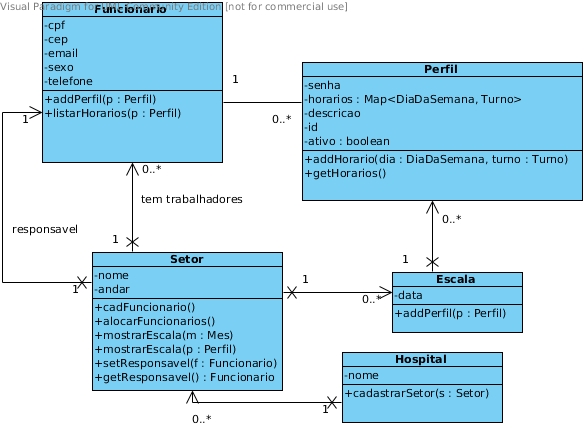 Visual Paradigm for UML Community Edition [not for commercial use]
Funcionario
-cpf
-cep
-email
-sexo
-telefone
+addPerfil(p : Perfil)
+listarHorarios(p : Perfil)
1
0..*
Perfil
-senha
-horarios : Map<DiaDaSemana, Turno>
-descricao
-id
-ativo : boolean
+addHorario(dia : DiaDaSemana, turno : Turno)
+getHorarios()
1
0..*
tem trabalhadores
1
responsavel
1
0..*
1
Setor
-nome
-andar
+cadFuncionario()
+alocarFuncionarios()
+mostrarEscala(m : Mes)
+mostrarEscala(p : Perfil)
+setResponsavel(f : Funcionario)
+getResponsavel() : Funcionario
1
0..*
Escala
-data
+addPerfil(p : Perfil)
Hospital
-nome
+cadastrarSetor(s : Setor)
0..*
1